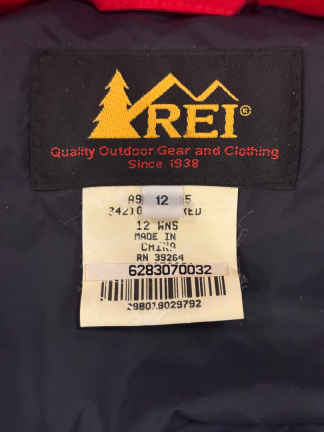 REI®
Quality Outdoor Gear and Clothing
Since 1938
12
12 WNS
MADE IN
CHINA
RN 39264
6283070032